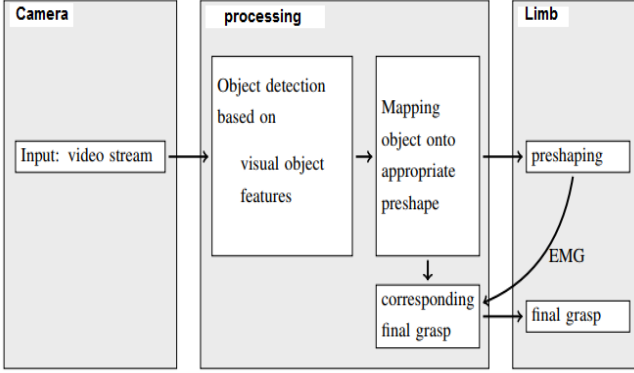 Camera
processing
Limb
Input: video stream
Object detection
based on
visual object
features
Mapping
object onto
appropriate
preshape
preshaping
EMG
corresponding
final grasp
final grasp